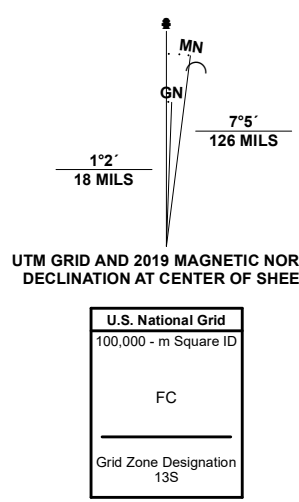 MN
GN
7°5´
126 MILS
1°2´
18 MILS
UTM GRID AND 2019 MAGNETIC NOR
DECLINATION AT CENTER OF SHEE
U.S. National Grid
100,000 - m Square ID
FC
Grid Zone Designation
13S